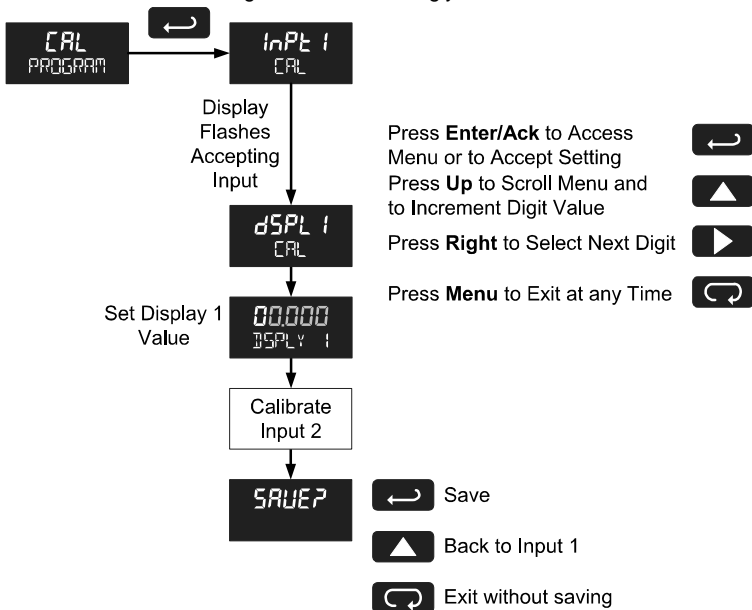 CAL
PROGRAM
InPt 1
CAL
Display
Flashes
Accepting
Input
dSPL 1
CAL
Set Display 1
Value
00.000
DSPLY 1
Calibrate
Input 2
SAVE?
Press Enter/Ack to Access
Menu or to Accept Setting
Press Up to Scroll Menu and
to Increment Digit Value
Press Right to Select Next Digit
Press Menu to Exit at any Time
Save
Back to Input 1
Exit without saving